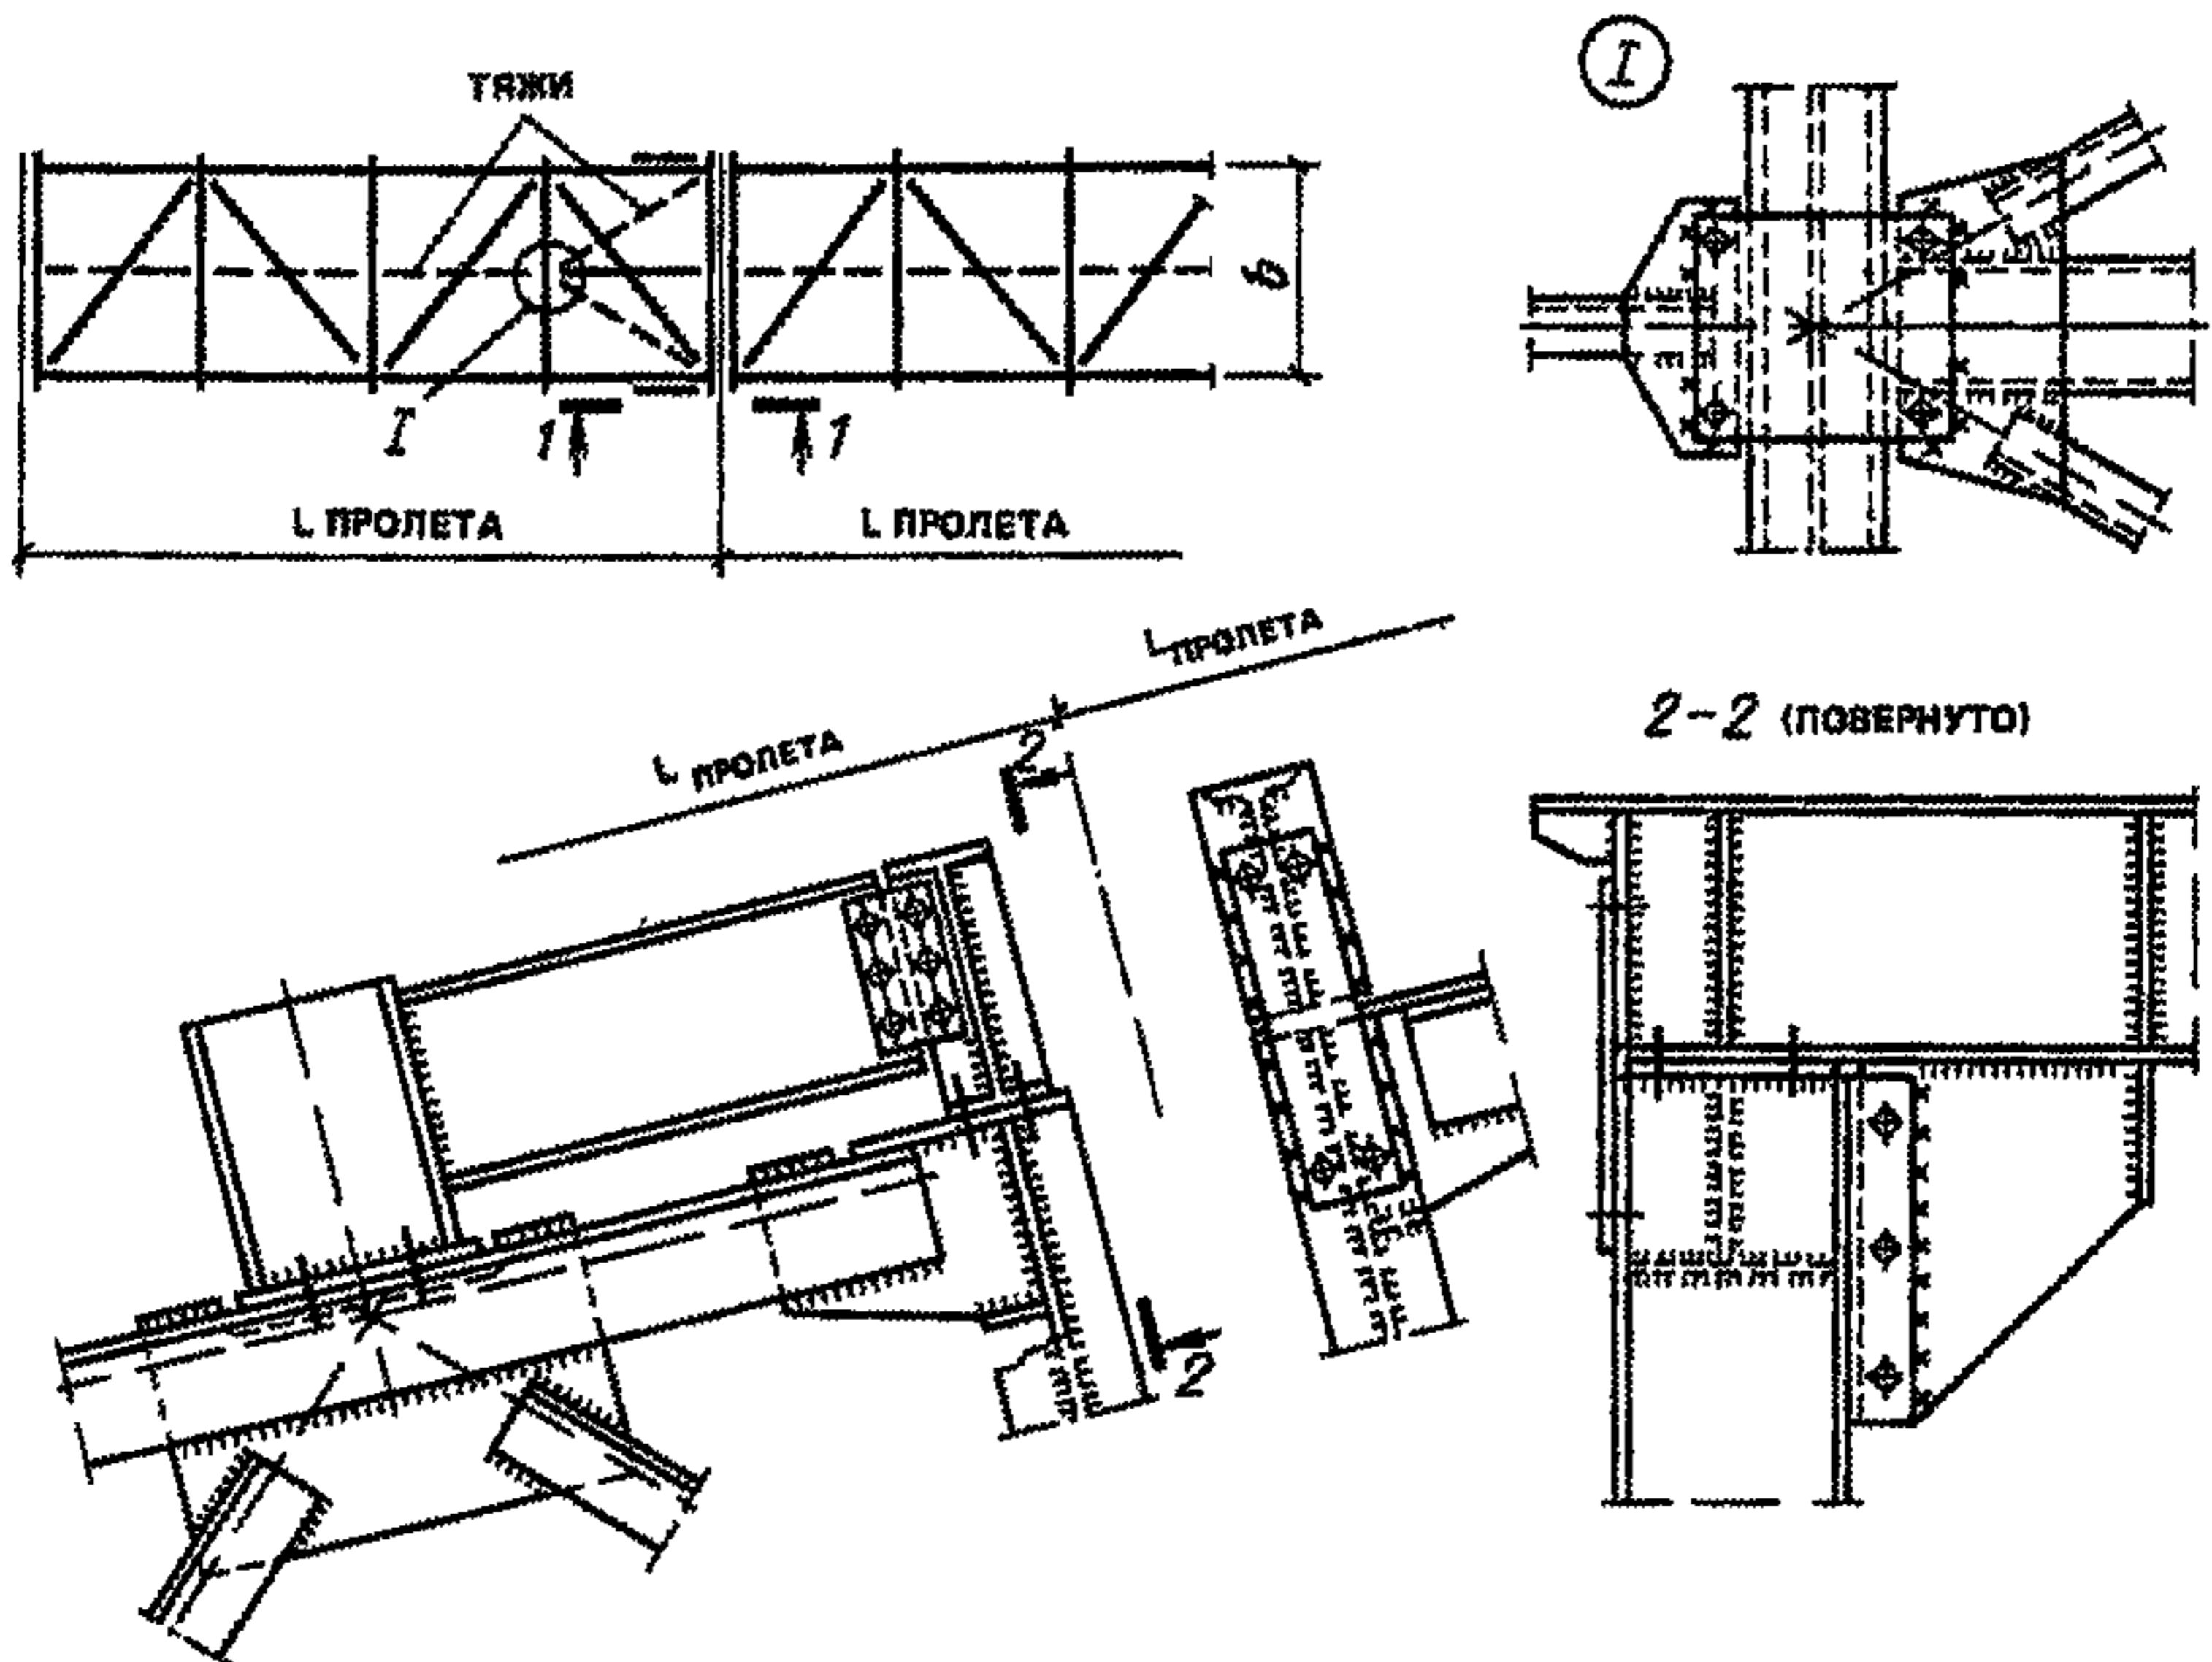 ТЯЖИ
I
б
I
1 1
L ПРОЛЕТА L ПРОЛЕТА
L ПРОЛЕТА
L ПРОЛЕТА
2
2-2 (ПОВЕРНУТО)
2